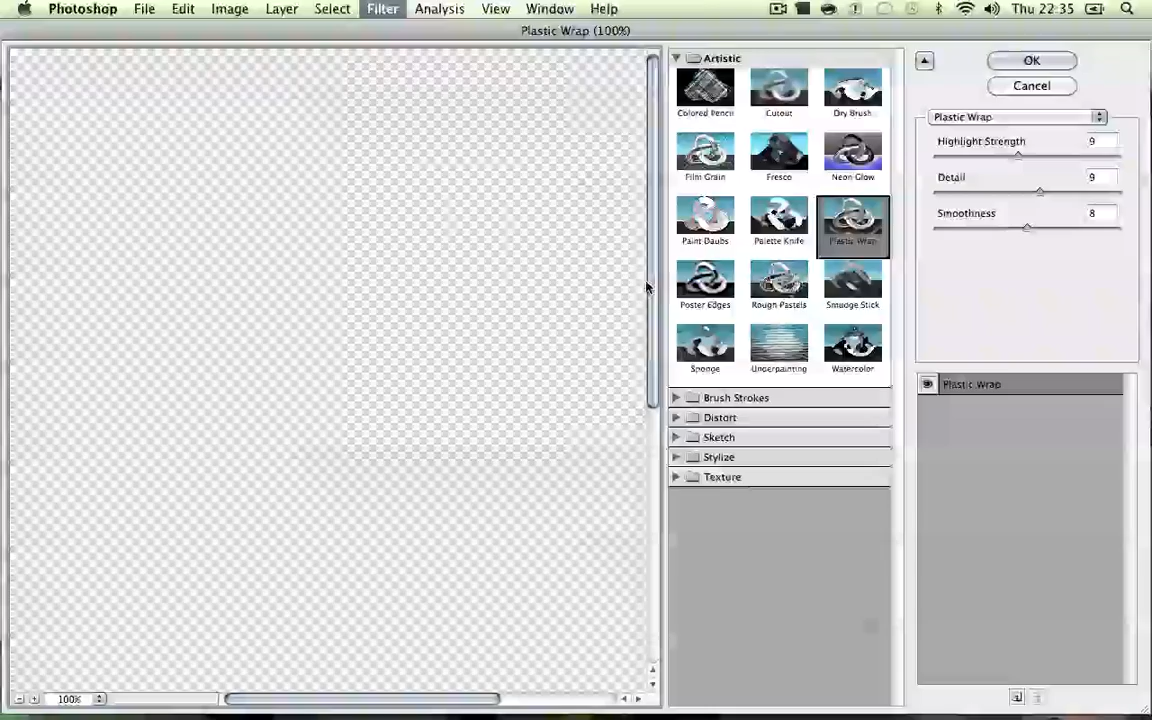 Photoshop File Edit Image Layer Select Filter Analysis View Window Help Thu 22:35
Plastic Wrap (100%)
Artistic
Colored Pencil Cutout Dry Brush
Film Grain Fresco Neon Glow
Paint Daubs Palette Knife Plastic Wrap
Poster Edges Rough Pastels Smudge Stick
Sponge Underpainting Watercolor
Brush Strokes
Distort
Sketch
Stylize
Texture
OK
Cancel
Plastic Wrap
Highlight Strength 9
Detail 9
Smoothness 8
Plastic Wrap
100%